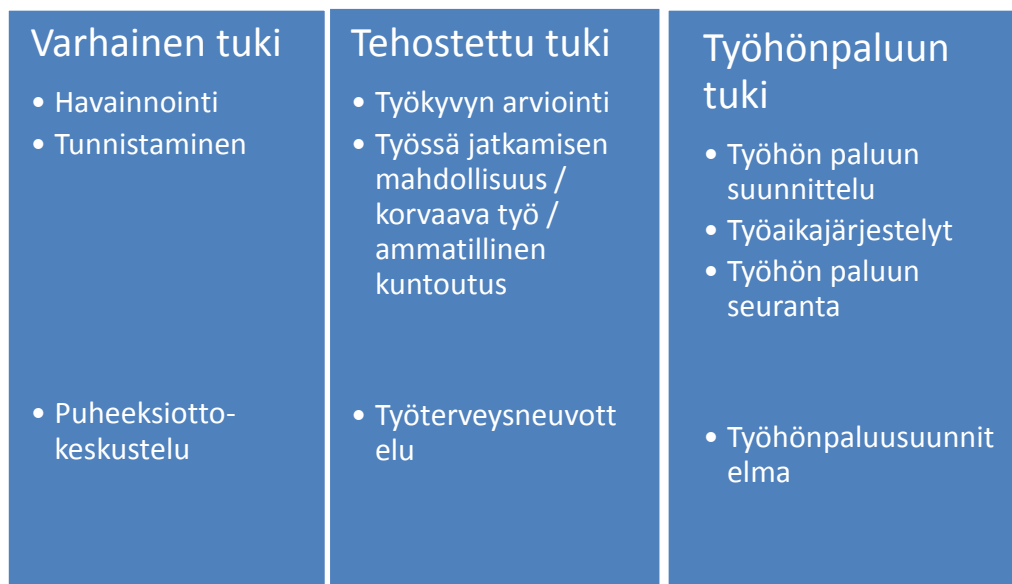 Varhainen tuki
• Havainnointi
• Tunnistaminen
• Puheeksiotto-
keskustelu
Tehostettu tuki
• Työkyvyn arviointi
• Työssä jatkamisen
mahdollisuus /
korvaava työ /
ammatillinen
kuntoutus
• Työterveysneuvott
elu
Työhönpaluun
tuki
• Työhön paluun
suunnittelu
• Työaikajärjestelyt
• Työhön paluun
seuranta
• Työhönpaluusuunnit
elma